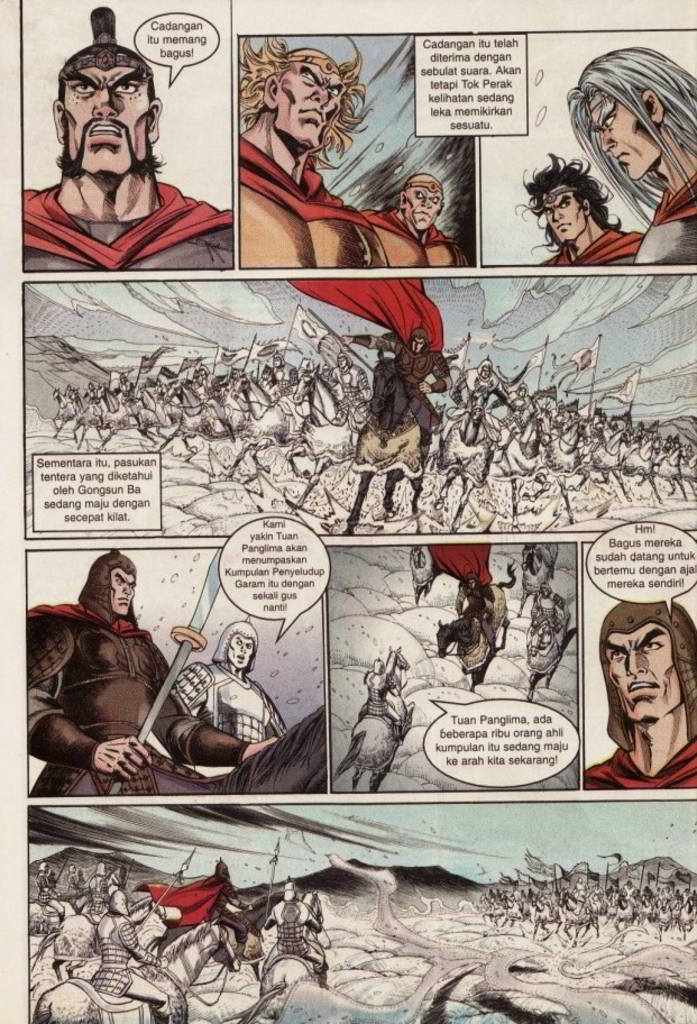 Cadangan
itu memang
bagus!
Cadangan itu telah
diterima dengan
sebulat suara. Akan
tetapi Tok Perak
kelihatan sedang
leka memikirkan
sesuatu.
Sementara itu, pasukan
tentera yang diketuhi
oleh Gongsun Ba
sedang maju dengan
secepat kilat.
Kami
yakin Tuan
Panglima akan
menumpaskan
Kumpulan Penyeludup
Garam itu dengan
sekali gus
nanti!
Tuan Panglima, ada
beberapa ribu orang ahli
kumpulan itu sedang maju
ke arah kita sekarang!
Hm!
Bagus mereka
sudah datang untuk
bertemu dengan ajal
mereka sendiri!